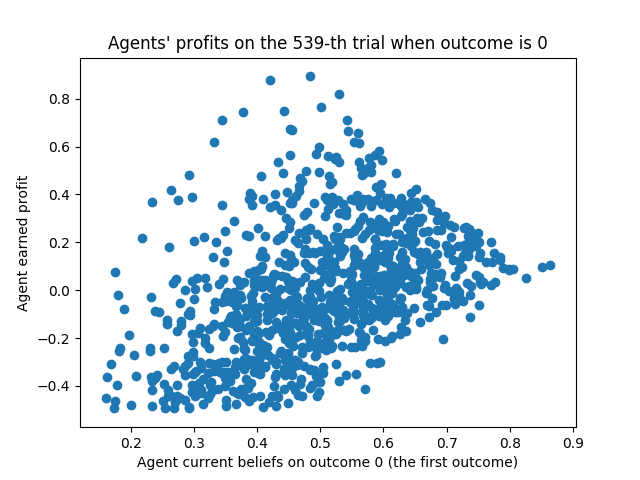 Agents' profits on the 539-th trial when outcome is 0
Agent earned profit
0.8
0.6
0.4
0.2
0.0
−0.2
−0.4
0.2 0.3 0.4 0.5 0.6 0.7 0.8 0.9
Agent current beliefs on outcome 0 (the first outcome)